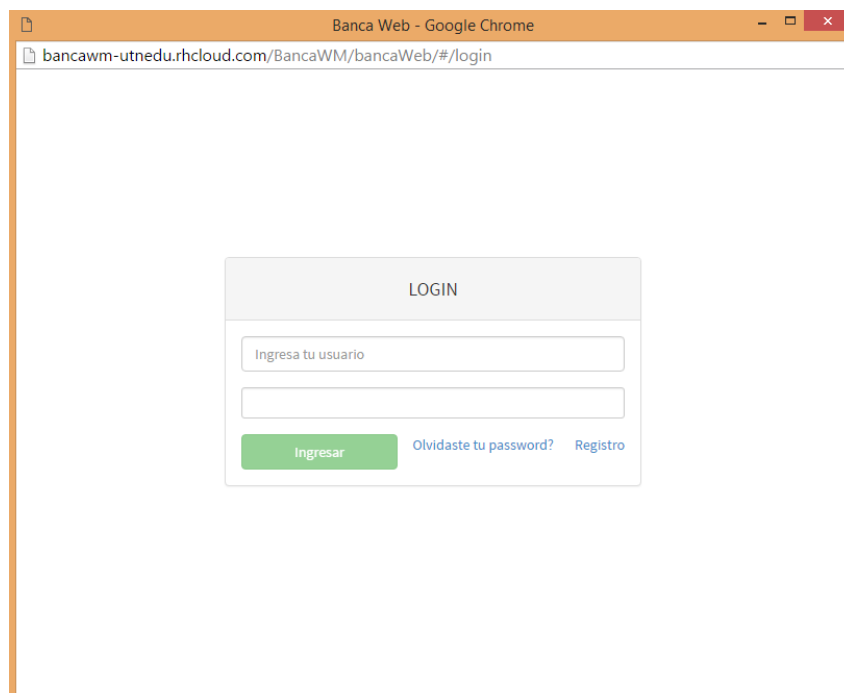 Banca Web - Google Chrome
bancawm-utnedu.rhcloud.com/BancaWM/bancaWeb/#/login
LOGIN
Ingresa tu usuario
Ingresar Olvidaste tu password? Registro